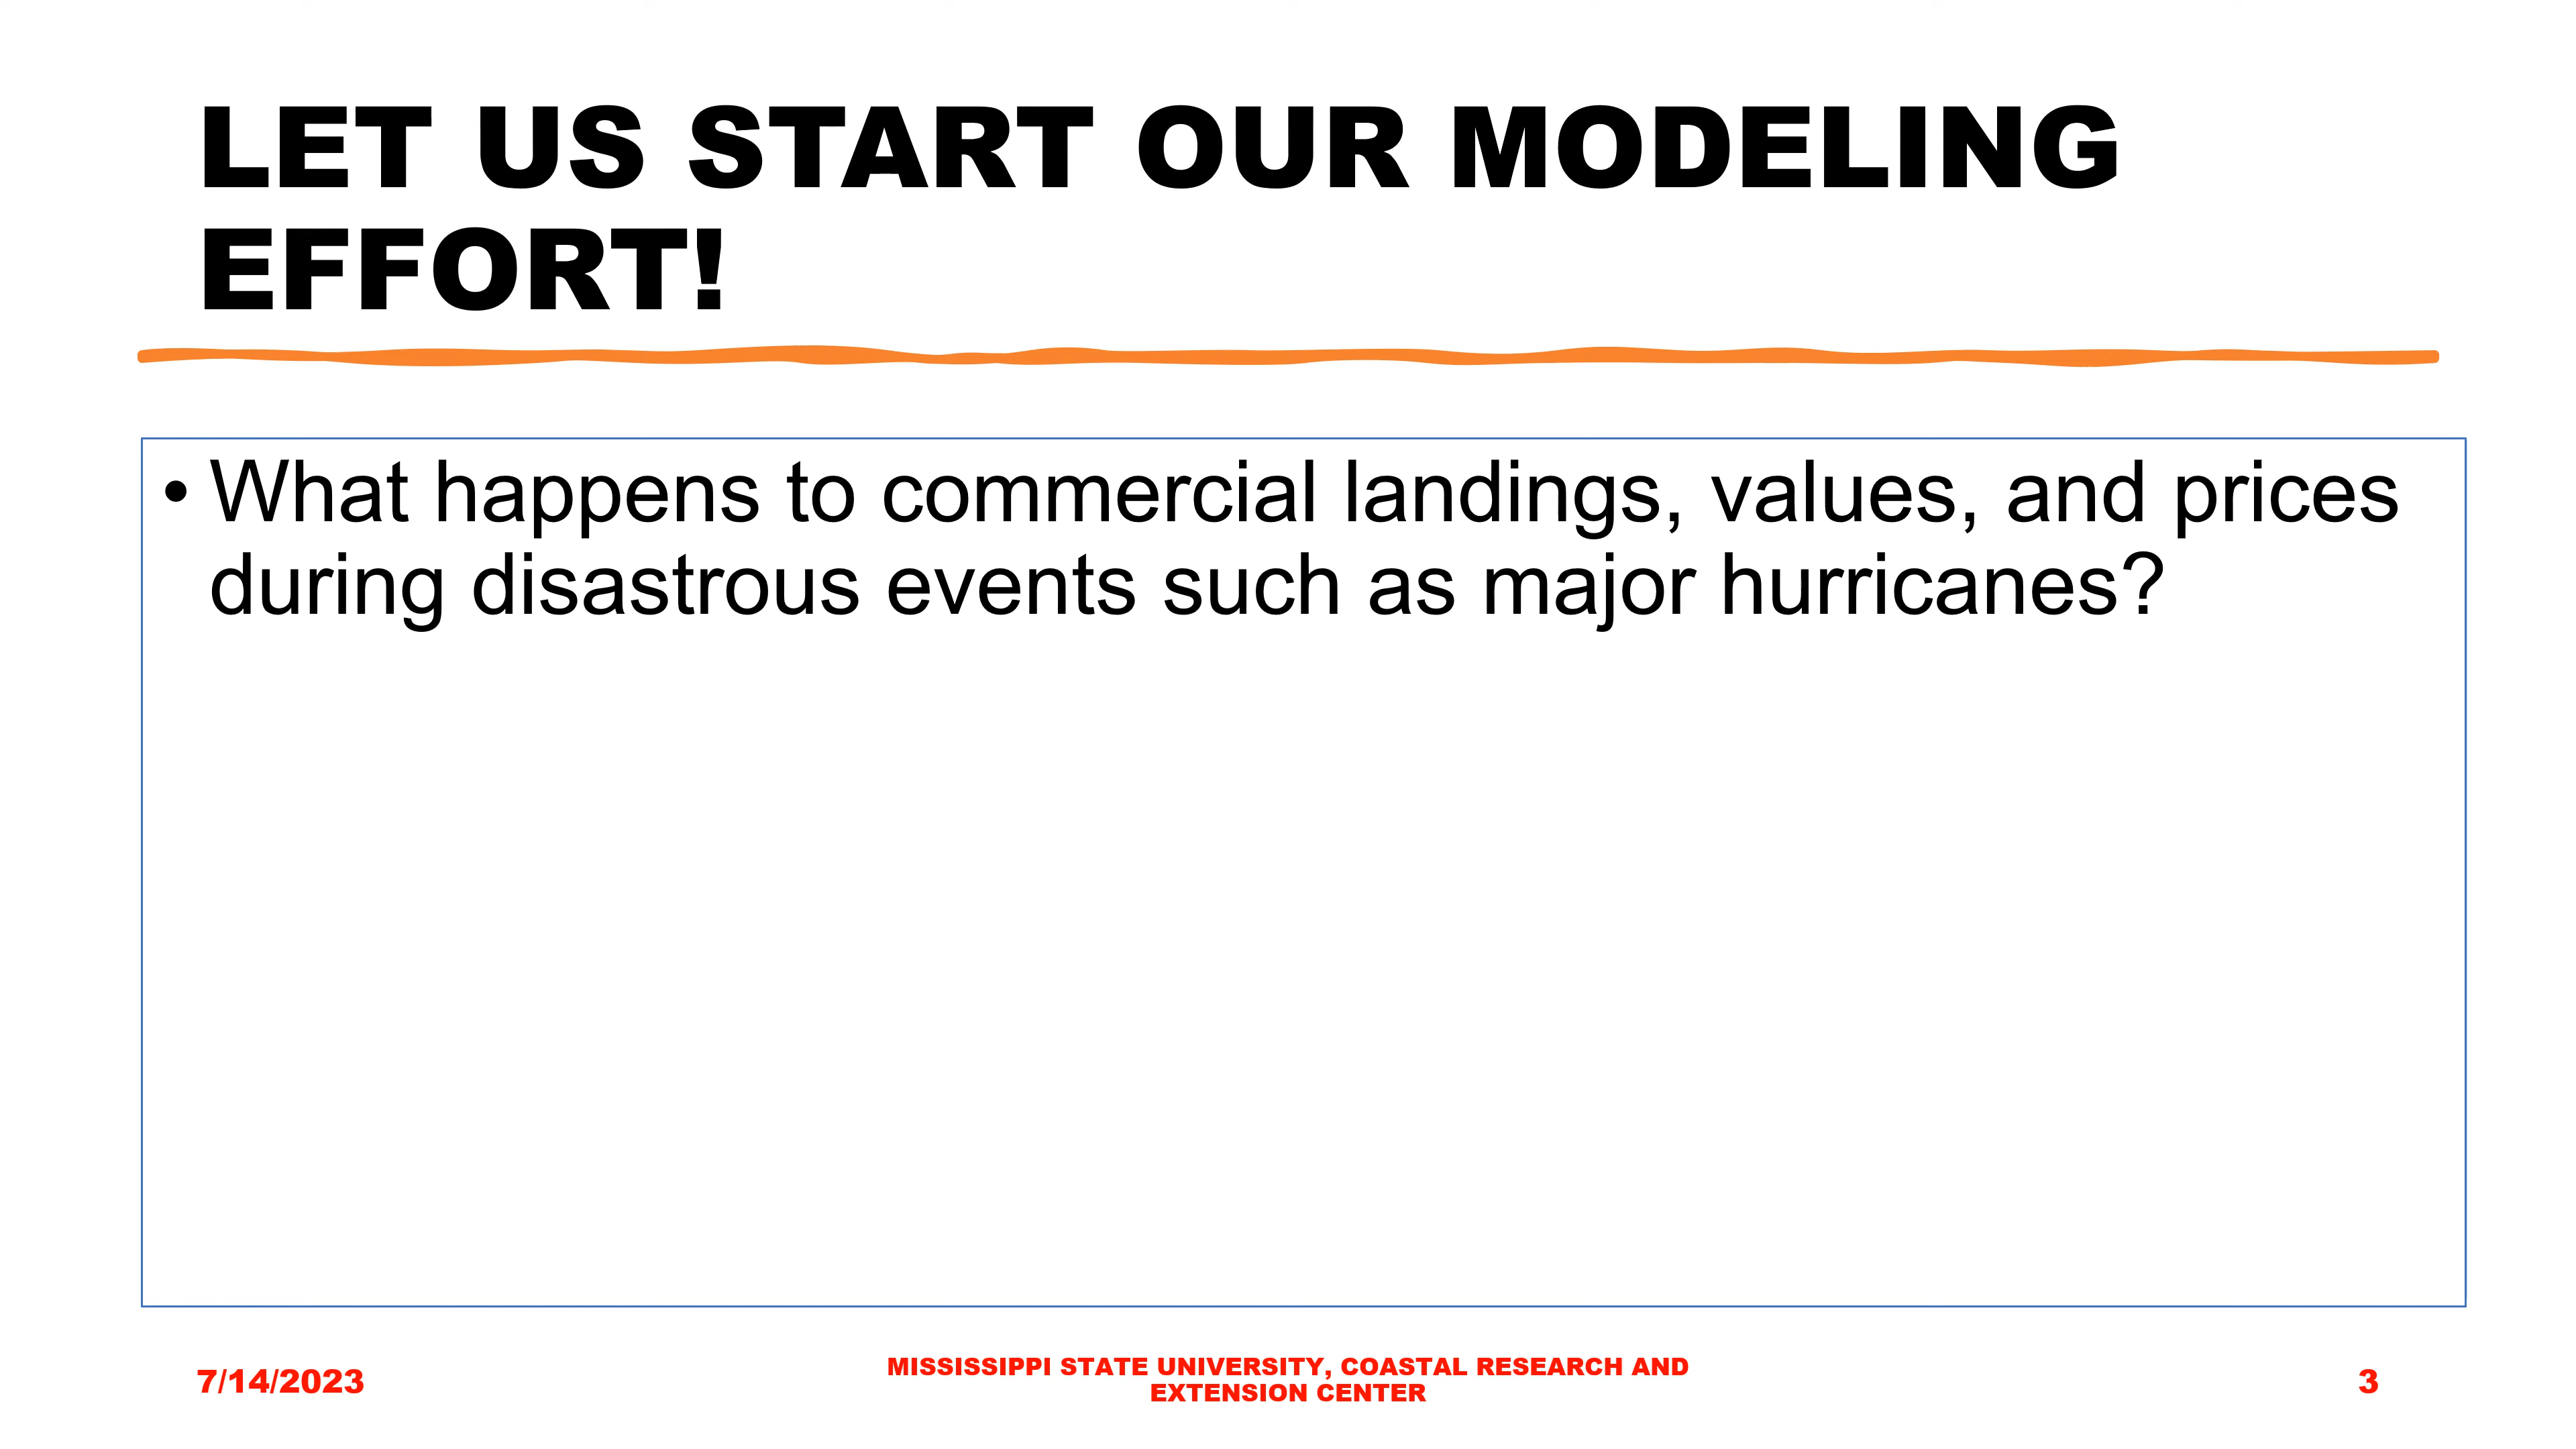 LET US START OUR MODELING
EFFORT!
• What happens to commercial landings, values, and prices
during disastrous events such as major hurricanes?
7/14/2023
MISSISSIPPI STATE UNIVERSITY, COASTAL RESEARCH AND
EXTENSION CENTER
3